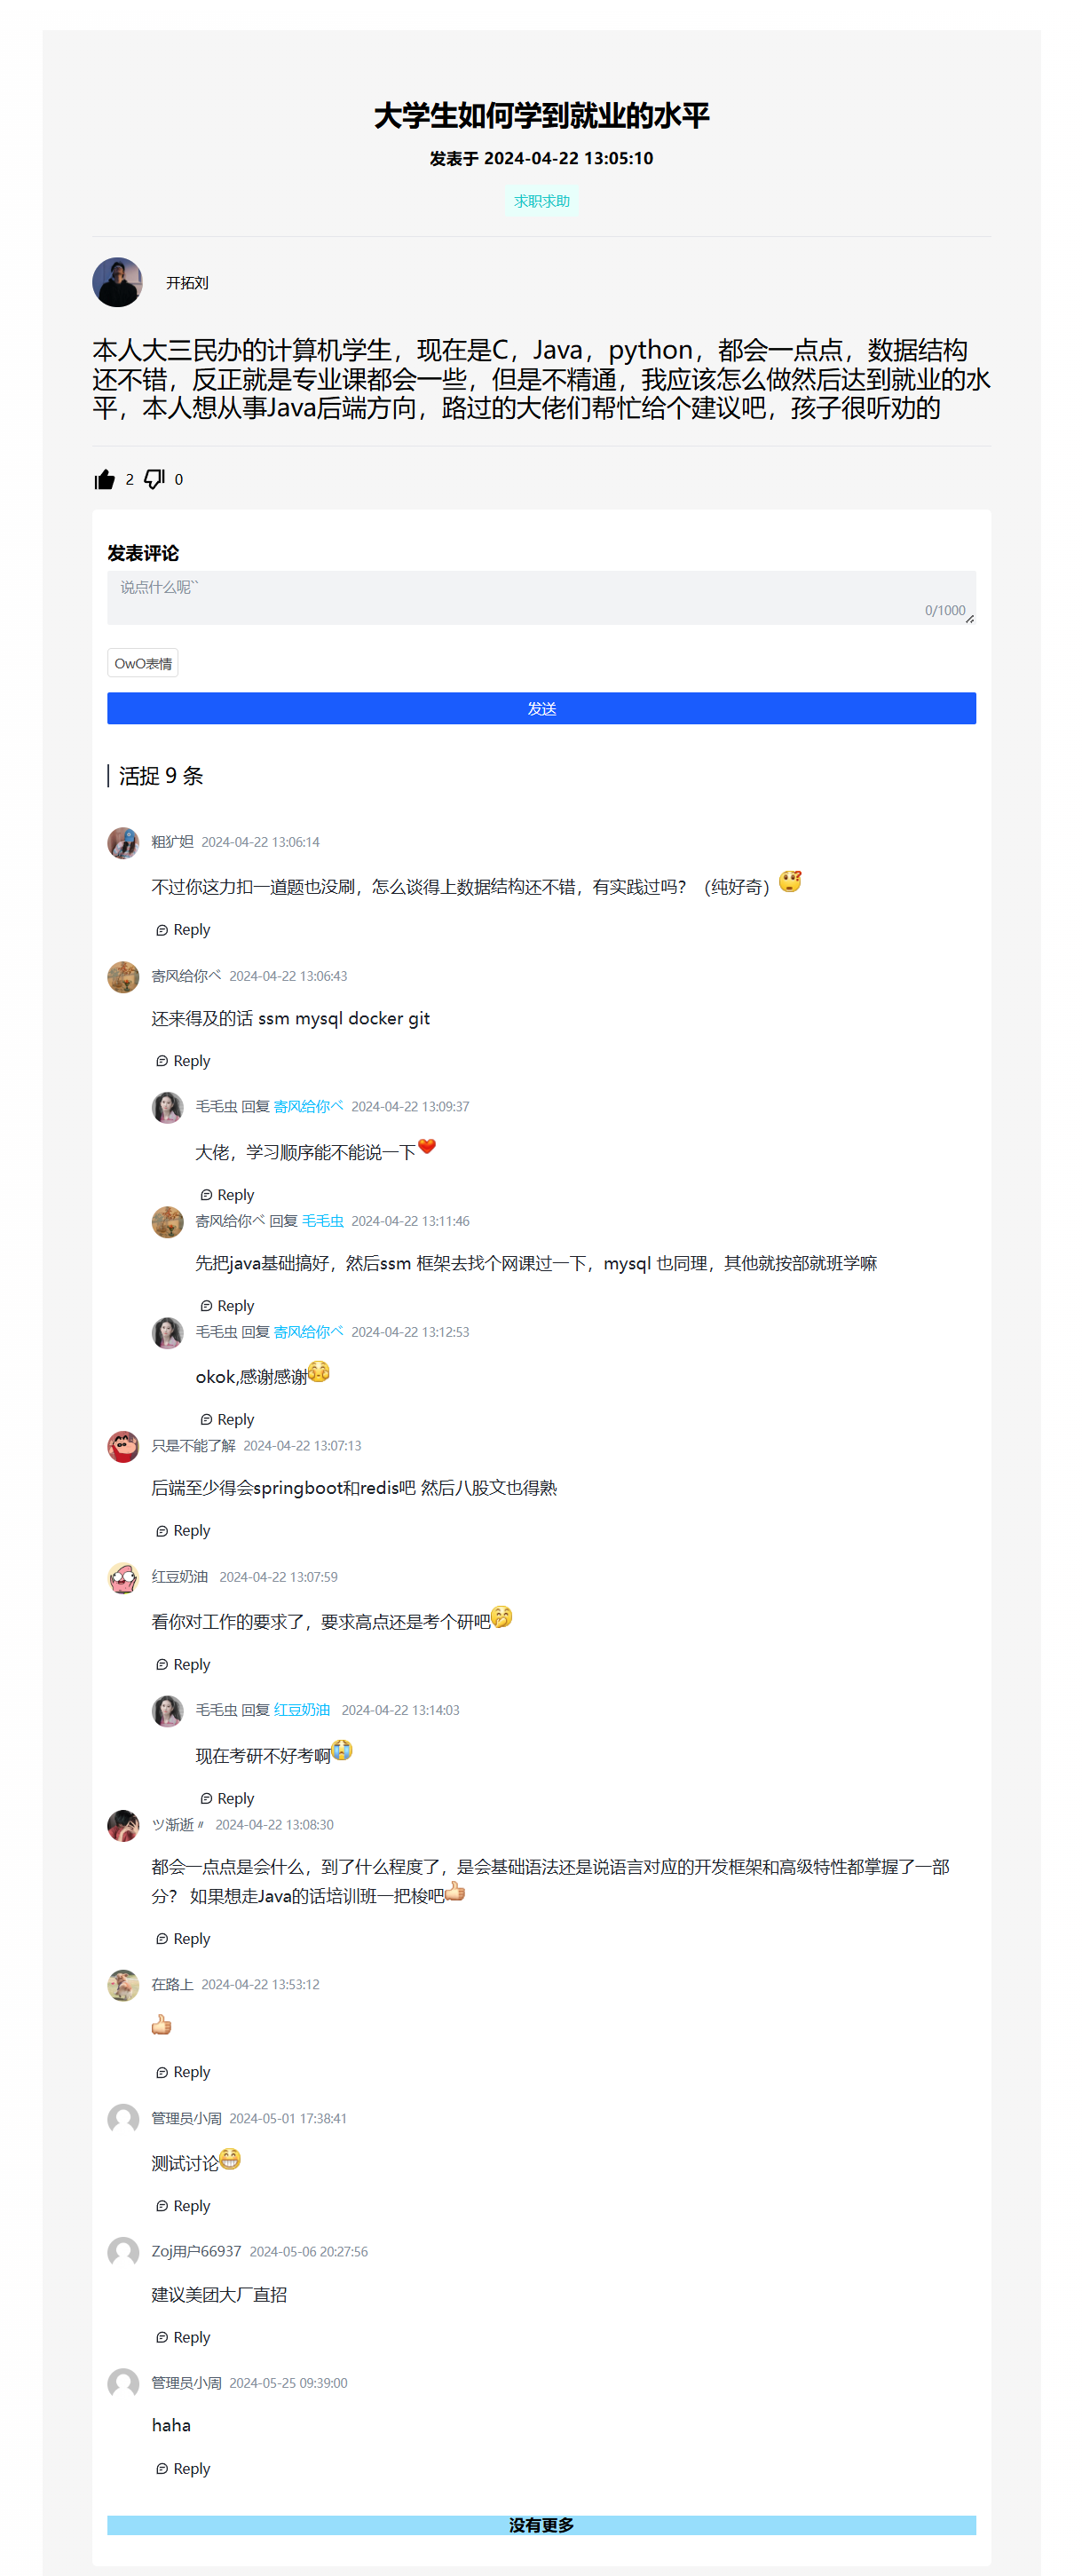 大学生如何学到就业的水平
发表于 2024-04-22 13:05:10
求职求助
开拓刘
本人大三民办的计算机学生，现在是C，Java，python，都会一点点，数据结构
还不错，反正就是专业课都会一些，但是不精通，我应该怎么做然后达到就业的水
平，本人想从事Java后端方向，路过的大佬们帮忙给个建议吧，孩子很听劝的
2 0
发表评论
说点什么呢``
0/1000
OwO表情
发送
活捉 9 条
粗犷妲 2024-04-22 13:06:14
不过你这力扣一道题也没刷，怎么谈得上数据结构还不错，有实践过吗？（纯好奇）
Reply
寄风给你ベ 2024-04-22 13:06:43
还来得及的话 ssm mysql docker git
Reply
毛毛虫 回复 寄风给你ベ 2024-04-22 13:09:37
大佬，学习顺序能不能说一下
Reply
寄风给你ベ 回复 毛毛虫 2024-04-22 13:11:46
先把java基础搞好，然后ssm 框架去找个网课过一下，mysql 也同理，其他就按部就班学嘛
Reply
毛毛虫 回复 寄风给你ベ 2024-04-22 13:12:53
okok,感谢感谢
Reply
只是不能了解 2024-04-22 13:07:13
后端至少得会springboot和redis吧 然后八股文也得熟
Reply
红豆奶油 2024-04-22 13:07:59
看你对工作的要求了，要求高点还是考个研吧
Reply
毛毛虫 回复 红豆奶油 2024-04-22 13:14:03
现在考研不好考啊
Reply
ツ渐逝〃 2024-04-22 13:08:30
都会一点点是会什么，到了什么程度了，是会基础语法还是说语言对应的开发框架和高级特性都掌握了一部
分？ 如果想走Java的话培训班一把梭吧
Reply
在路上 2024-04-22 13:53:12
Reply
管理员小周 2024-05-01 17:38:41
测试讨论
Reply
Zoj用户66937 2024-05-06 20:27:56
建议美团大厂直招
Reply
管理员小周 2024-05-25 09:39:00
haha
Reply
没有更多